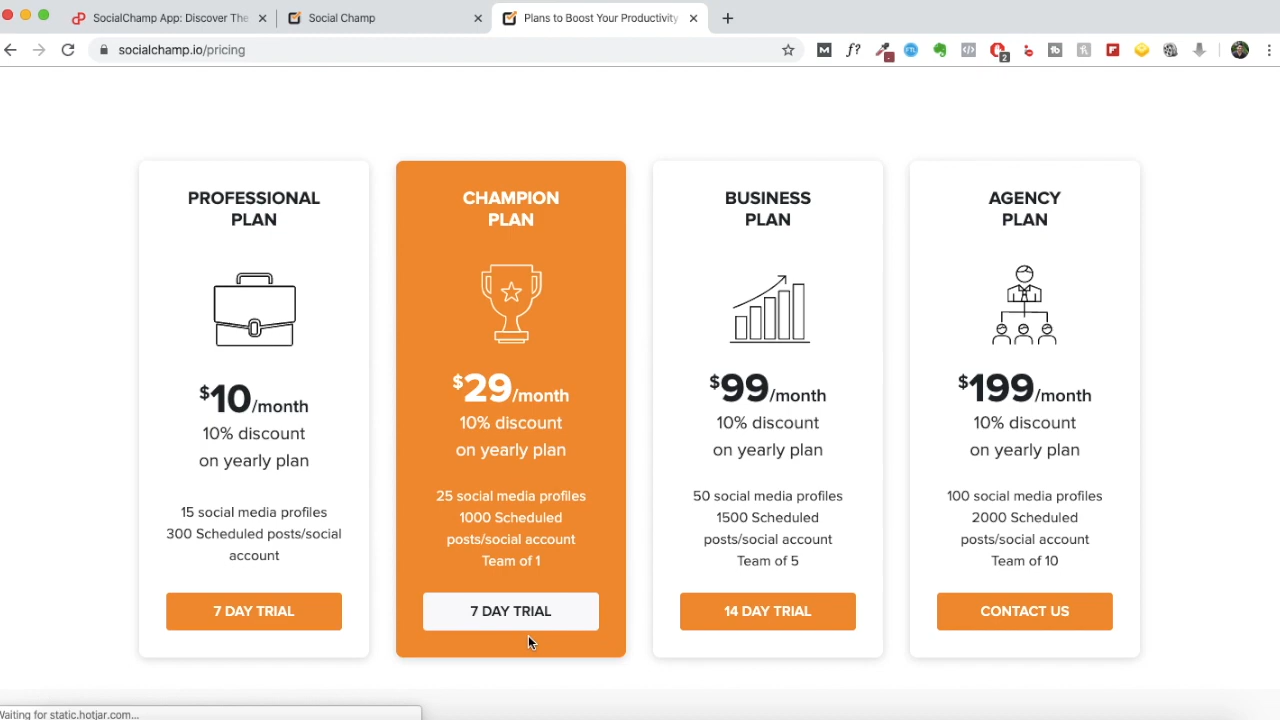 SocialChamp App: Discover The
Social Champ
Plans to Boost Your Productivity
socialchamp.io/pricing
M
f?
2
PROFESSIONAL
PLAN
$10/month
10% discount
on yearly plan
15 social media profiles
300 Scheduled posts/social
account
7 DAY TRIAL
CHAMPION
PLAN
$29/month
10% discount
on yearly plan
25 social media profiles
1000 Scheduled
posts/social account
Team of 1
7 DAY TRIAL
BUSINESS
PLAN
$99/month
10% discount
on yearly plan
50 social media profiles
1500 Scheduled
posts/social account
Team of 5
14 DAY TRIAL
AGENCY
PLAN
$199/month
10% discount
on yearly plan
100 social media profiles
2000 Scheduled
posts/social account
Team of 10
CONTACT US
Waiting for static.hotjar.com...